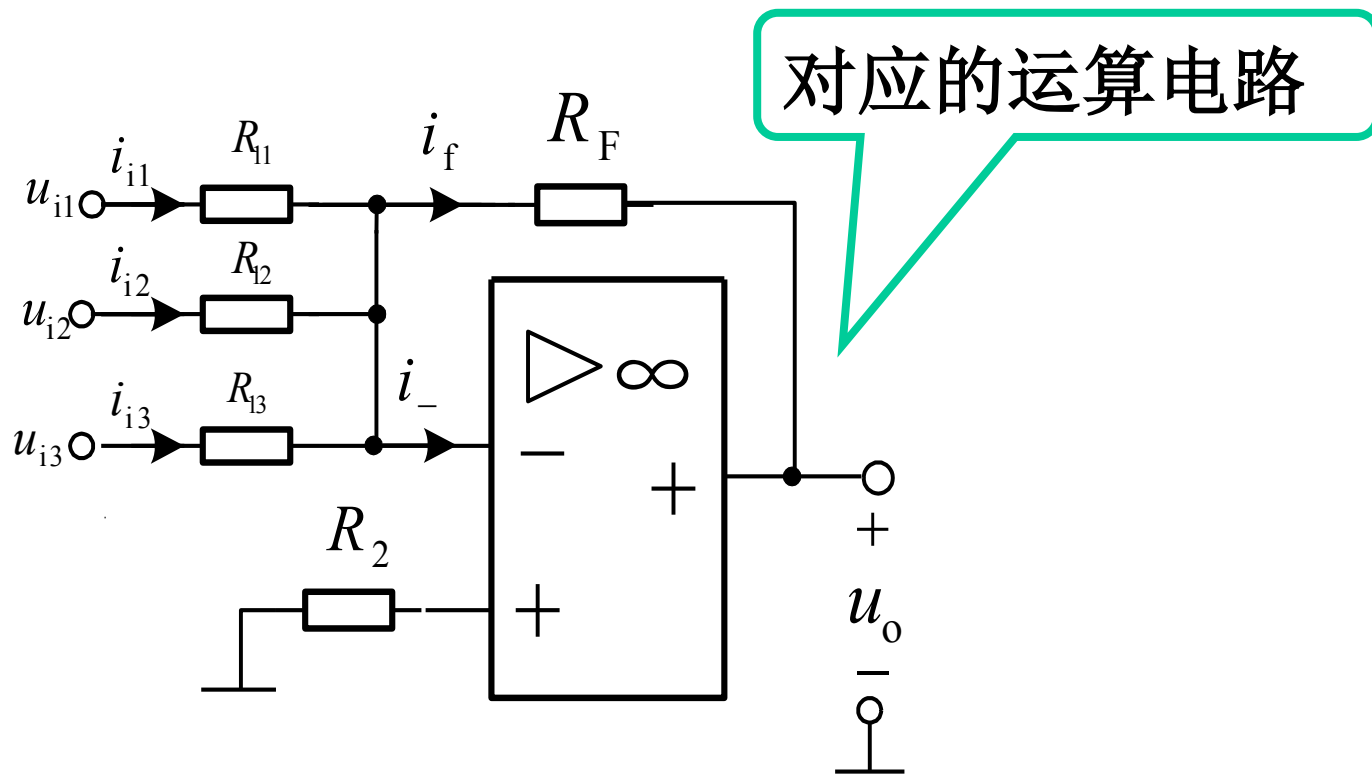 对应的运算电路
i_f R_F
i_i1 R_11
u_i1
i_i2 R_12
u_i2
▷ ∞
i_i3 R_13 i_−
u_i3
− +
R_2
+
+
u_o
−